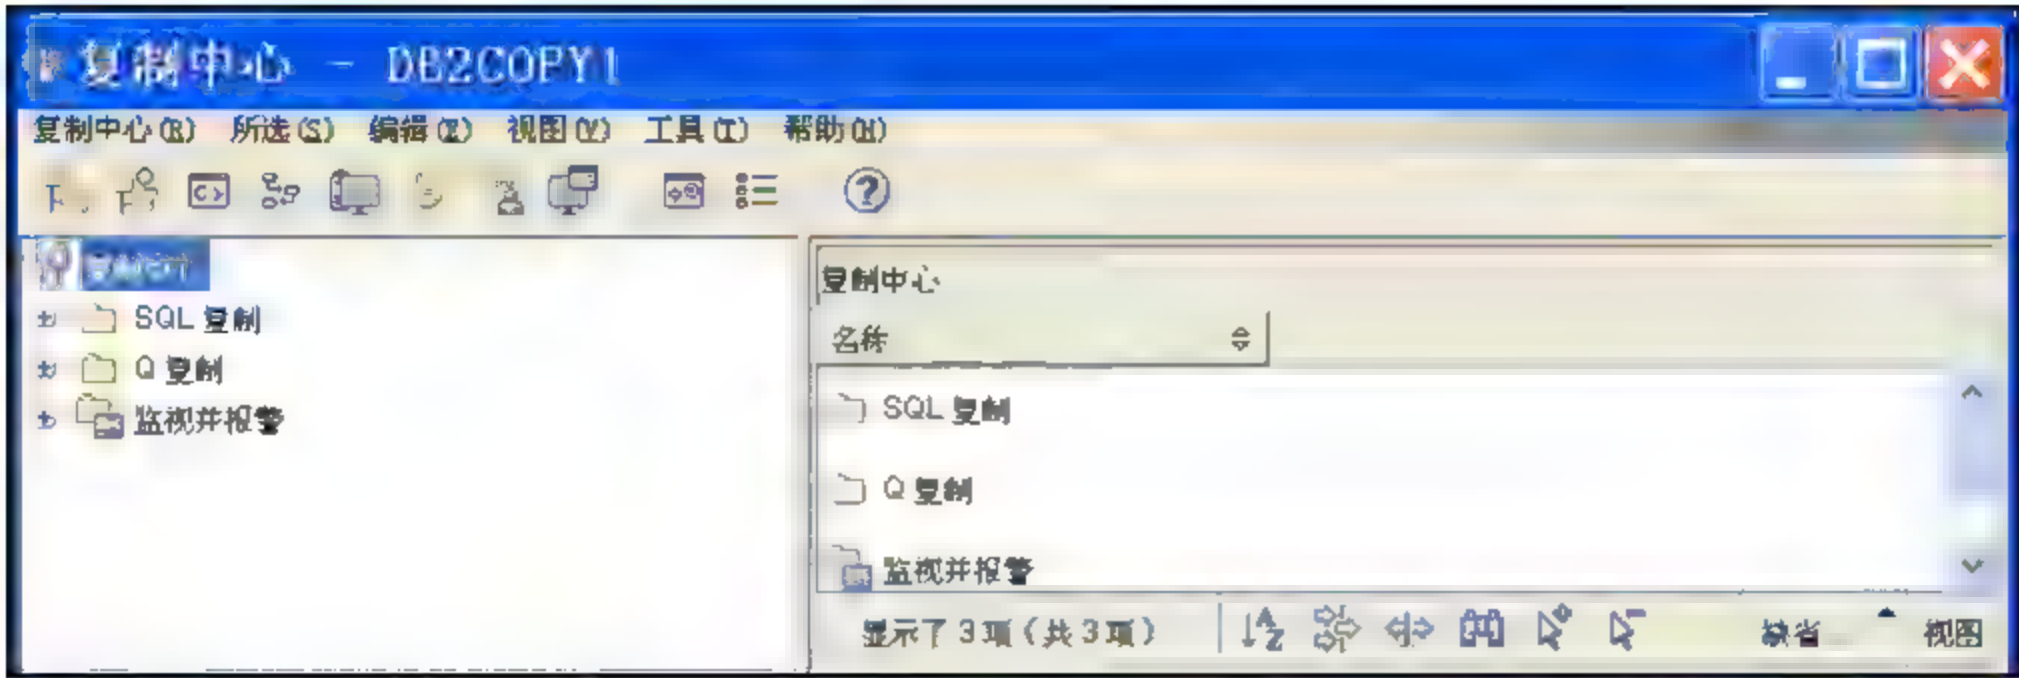 复制中心 - DB2COPY1
复制中心(R) 所选(S) 编辑(E) 视图(V) 工具(T) 帮助(H)
SQL 复制
Q 复制
监视并报警
复制中心
名称
SQL 复制
Q 复制
监视并报警
显示了 3 项（共 3 项）
缺省
视图